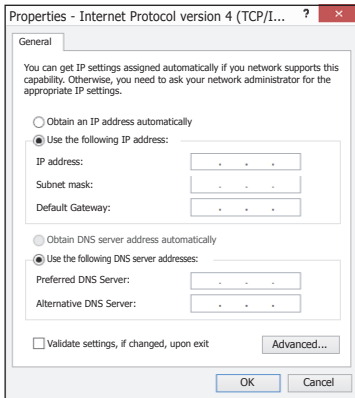 Properties - Internet Protocol version 4 (TCP/I... ? ×
General
You can get IP settings assigned automatically if you network supports this
capability. Otherwise, you need to ask your network administrator for the
appropriate IP settings.
Obtain an IP address automatically
Use the following IP address:
IP address: . . .
Subnet mask: . . .
Default Gateway: . . .
Obtain DNS server address automatically
Use the following DNS server addresses:
Preferred DNS Server: . . .
Alternative DNS Server: . . .
Validate settings, if changed, upon exit Advanced...
OK Cancel